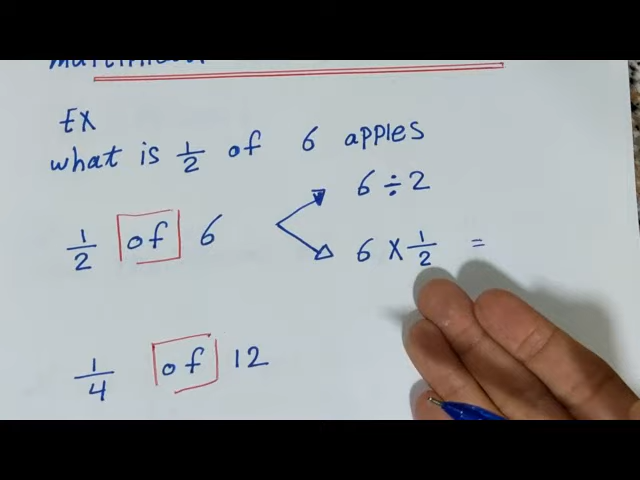 EX
what is 1/2 of 6 apples
6 ÷ 2
1/2 of 6
6 x 1/2 =
1/4 of 12